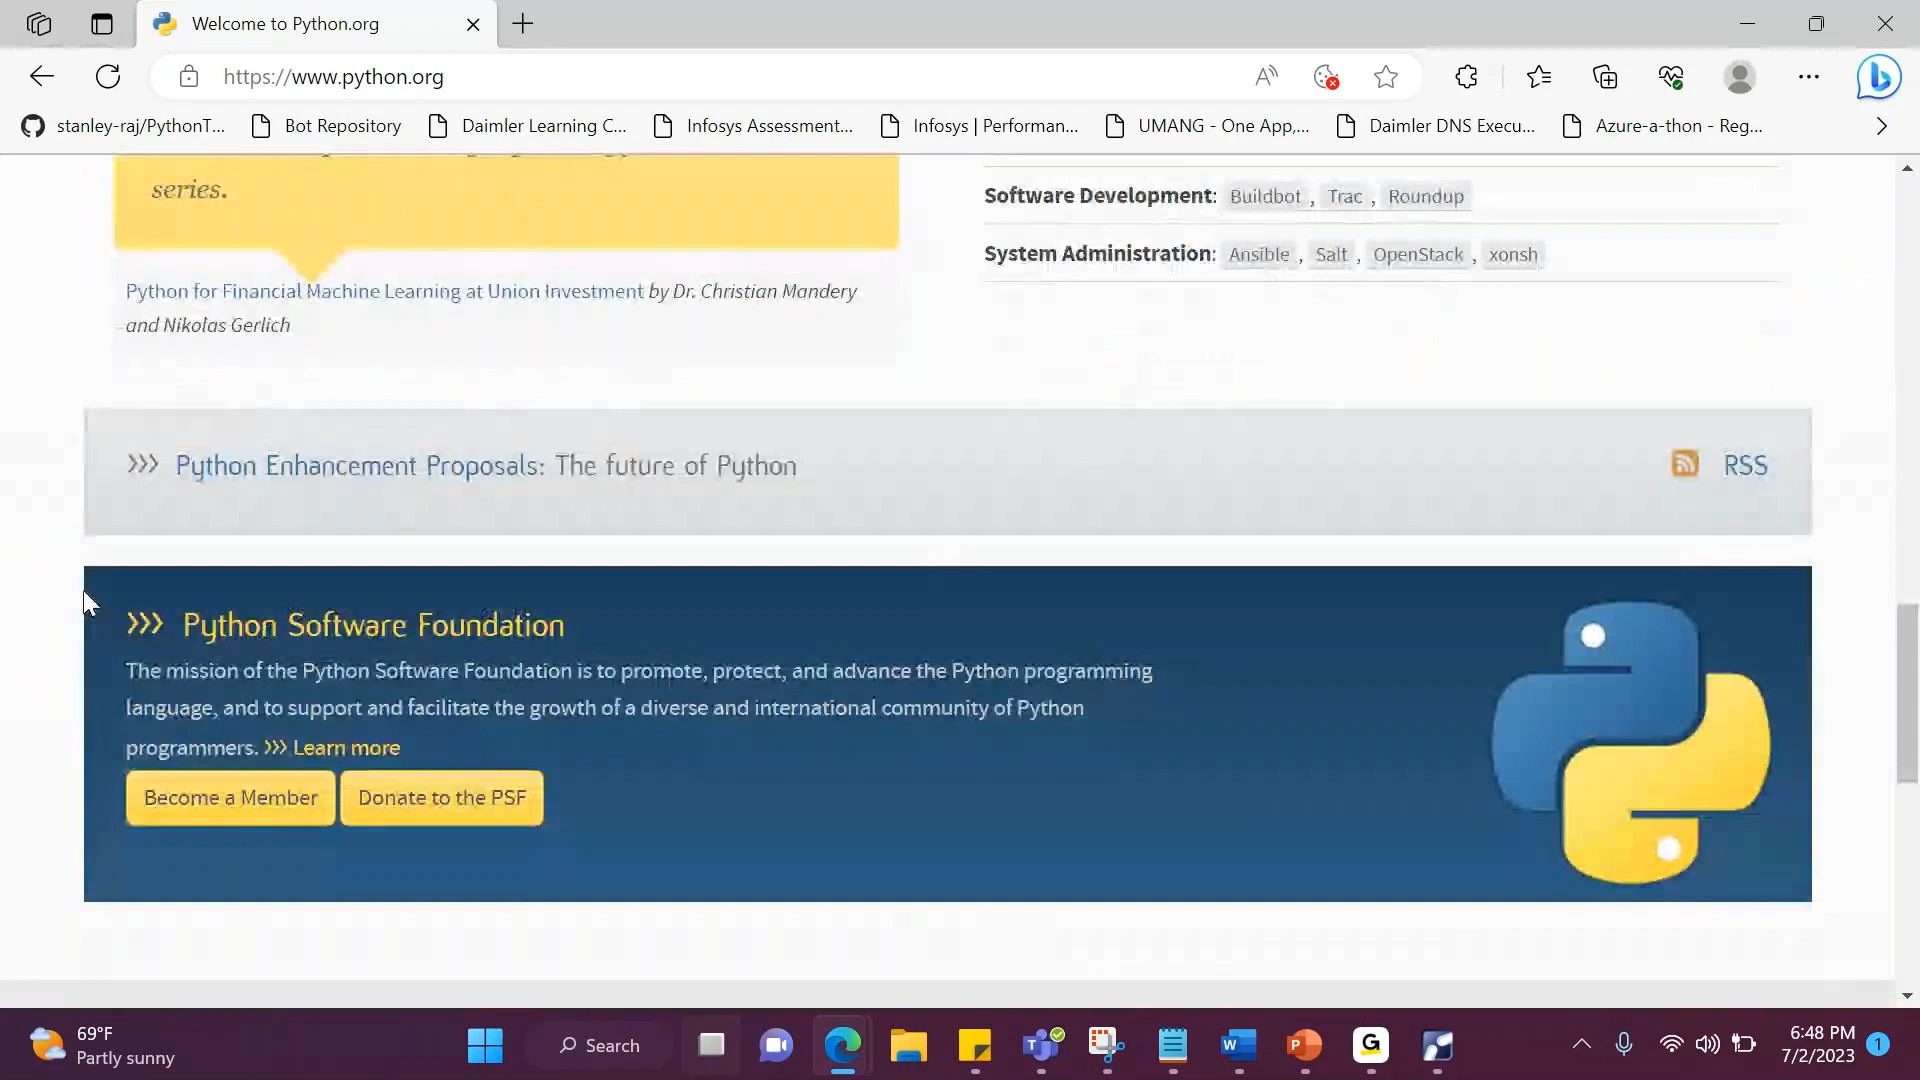 Welcome to Python.org
https://www.python.org
stanley-raj/PythonT...
Bot Repository
Daimler Learning C...
Infosys Assessment...
Infosys | Performan...
UMANG - One App,...
Daimler DNS Execu...
Azure-a-thon - Reg...
series.
Python for Financial Machine Learning at Union Investment by Dr. Christian Mandery
and Nikolas Gerlich
Software Development: Buildbot , Trac , Roundup
System Administration: Ansible , Salt , OpenStack , xonsh
>>> Python Enhancement Proposals: The future of Python
RSS
>>> Python Software Foundation
The mission of the Python Software Foundation is to promote, protect, and advance the Python programming
language, and to support and facilitate the growth of a diverse and international community of Python
programmers. >>> Learn more
Become a Member
Donate to the PSF
69°F
Partly sunny
Search
6:48 PM
7/2/2023
1